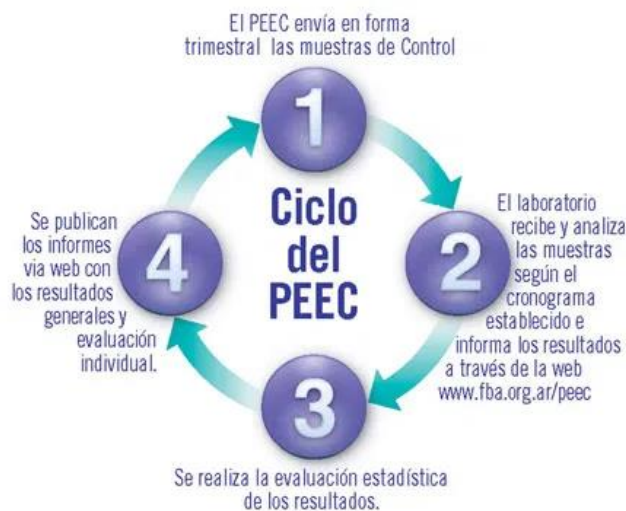 El PEEC envía en forma
trimestral las muestras de Control
1
Ciclo
del
PEEC
El laboratorio
recibe y analiza
las muestras
según el
cronograma
establecido e
informa los resultados
a través de la web
www.fba.org.ar/peec
2
3
Se realiza la evaluación estadística
de los resultados.
Se publican
los informes
via web con
los resultados
generales y
evaluación
individual.
4